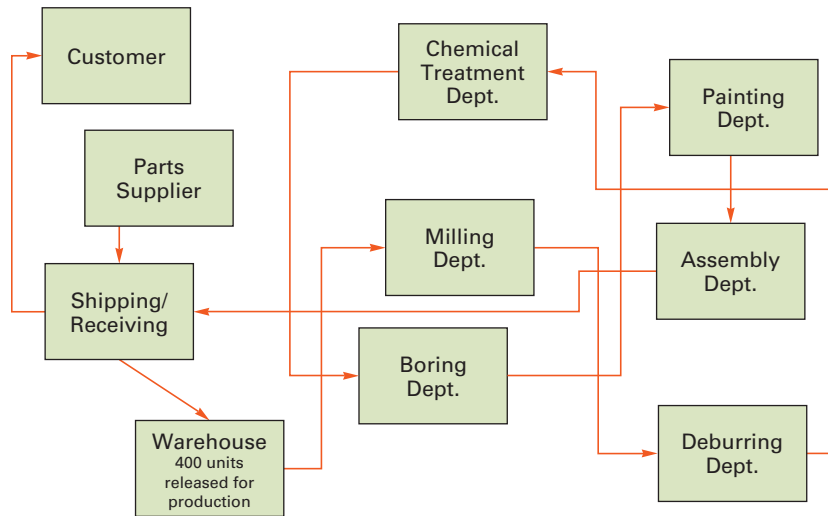 Customer
Chemical
Treatment
Dept.
Painting
Dept.
Parts
Supplier
Milling
Dept.
Assembly
Dept.
Shipping/
Receiving
Boring
Dept.
Warehouse
400 units
released for
production
Deburring
Dept.